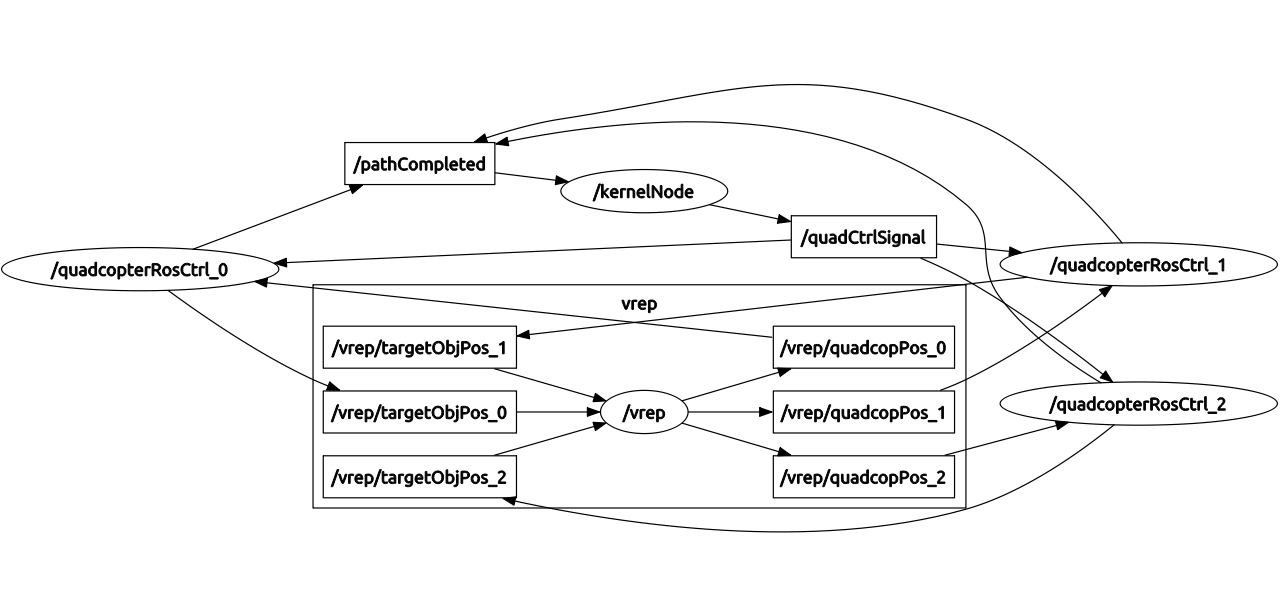 /pathCompleted
/kernelNode
/quadCtrlSignal
/quadcopterRosCtrl_0
/quadcopterRosCtrl_1
vrep
/vrep/targetObjPos_1
/vrep/quadcopPos_0
/vrep/targetObjPos_0
/vrep
/vrep/quadcopPos_1
/quadcopterRosCtrl_2
/vrep/targetObjPos_2
/vrep/quadcopPos_2